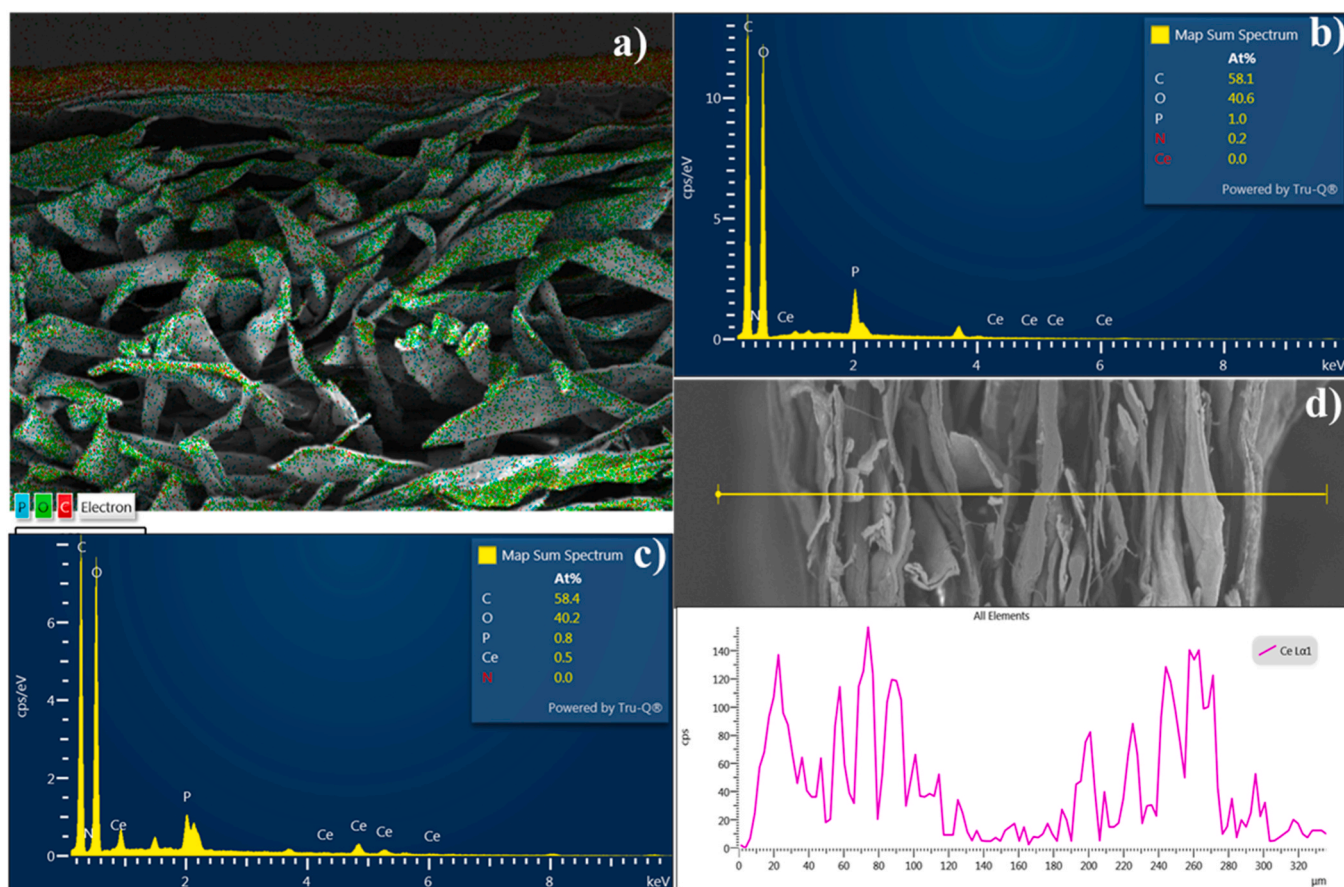 a)
P O C Electron
b)
Map Sum Spectrum
At%
C 58.1
O 40.6
P 1.0
N 0.2
Ce 0.0
Powered by Tru-Q®
cps/eV
10
5
0
C
O
N
Ce
P
Ce Ce Ce Ce
2 4 6 8 keV
c)
Map Sum Spectrum
At%
C 58.4
O 40.2
P 0.8
Ce 0.5
N 0.0
Powered by Tru-Q®
cps/eV
6
4
2
0
C
O
N
Ce
P
Ce Ce Ce Ce
2 4 6 8 keV
d)
All Elements
Ce Lα1
cps
140
120
100
80
60
40
20
0
0 20 40 60 80 100 120 140 160 180 200 220 240 260 280 300 320
µm